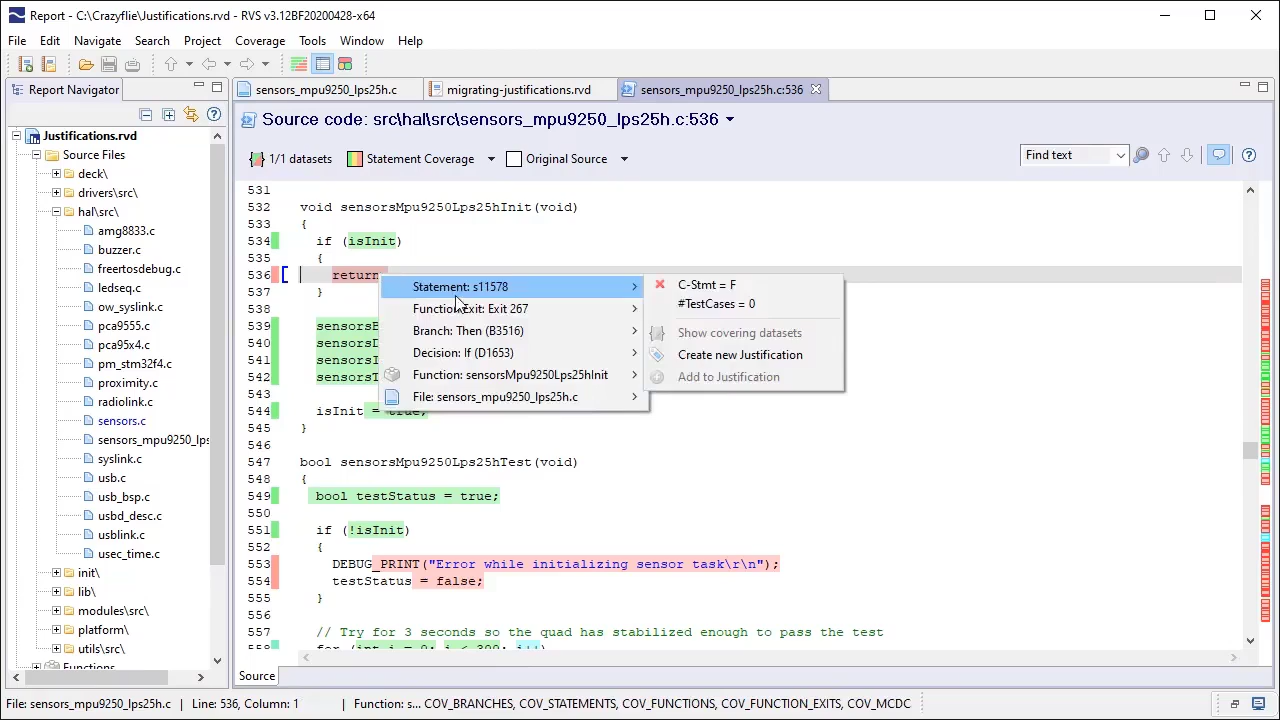 Report - C:\Crazyflie\Justifications.rvd - RVS v3.12BF20200428-x64
File Edit Navigate Search Project Coverage Tools Window Help
Report Navigator
sensors_mpu9250_lps25h.c
migrating-justifications.rvd
sensors_mpu9250_lps25h.c:536
Justifications.rvd
Source Files
deck\
drivers\src\
hal\src\
amg8833.c
buzzer.c
freertosdebug.c
ledseq.c
ow_syslink.c
pca9555.c
pca95x4.c
pm_stm32f4.c
proximity.c
radiolink.c
sensors.c
sensors_mpu9250_lps
syslink.c
usb.c
usb_bsp.c
usbd_desc.c
usblink.c
usec_time.c
init\
lib\
modules\src\
platform\
utils\src\
Functions
Source code: src\hal\src\sensors_mpu9250_lps25h.c:536
1/1 datasets Statement Coverage Original Source Find text
531
532 void sensorsMpu9250Lps25hInit(void)
533 {
534 if (isInit)
535 {
536 return
537 }
538
539 sensorsB
540 sensorsD
541 sensorsI
542 sensorsT
543
544 isInit = true;
545 }
546
547 bool sensorsMpu9250Lps25hTest(void)
548 {
549 bool testStatus = true;
550
551 if (!isInit)
552 {
553 DEBUG_PRINT("Error while initializing sensor task\r\n");
554 testStatus = false;
555 }
556
557 // Try for 3 seconds so the quad has stabilized enough to pass the test
558 for (int i = 0; i < 300; i++)
Statement: s11578
Function Exit: Exit 267
Branch: Then (B3516)
Decision: If (D1653)
Function: sensorsMpu9250Lps25hInit
File: sensors_mpu9250_lps25h.c
C-Stmt = F
#TestCases = 0
Show covering datasets
Create new Justification
Add to Justification
Source
File: sensors_mpu9250_lps25h.c Line: 536, Column: 1 Function: s... COV_BRANCHES, COV_STATEMENTS, COV_FUNCTIONS, COV_FUNCTION_EXITS, COV_MCDC